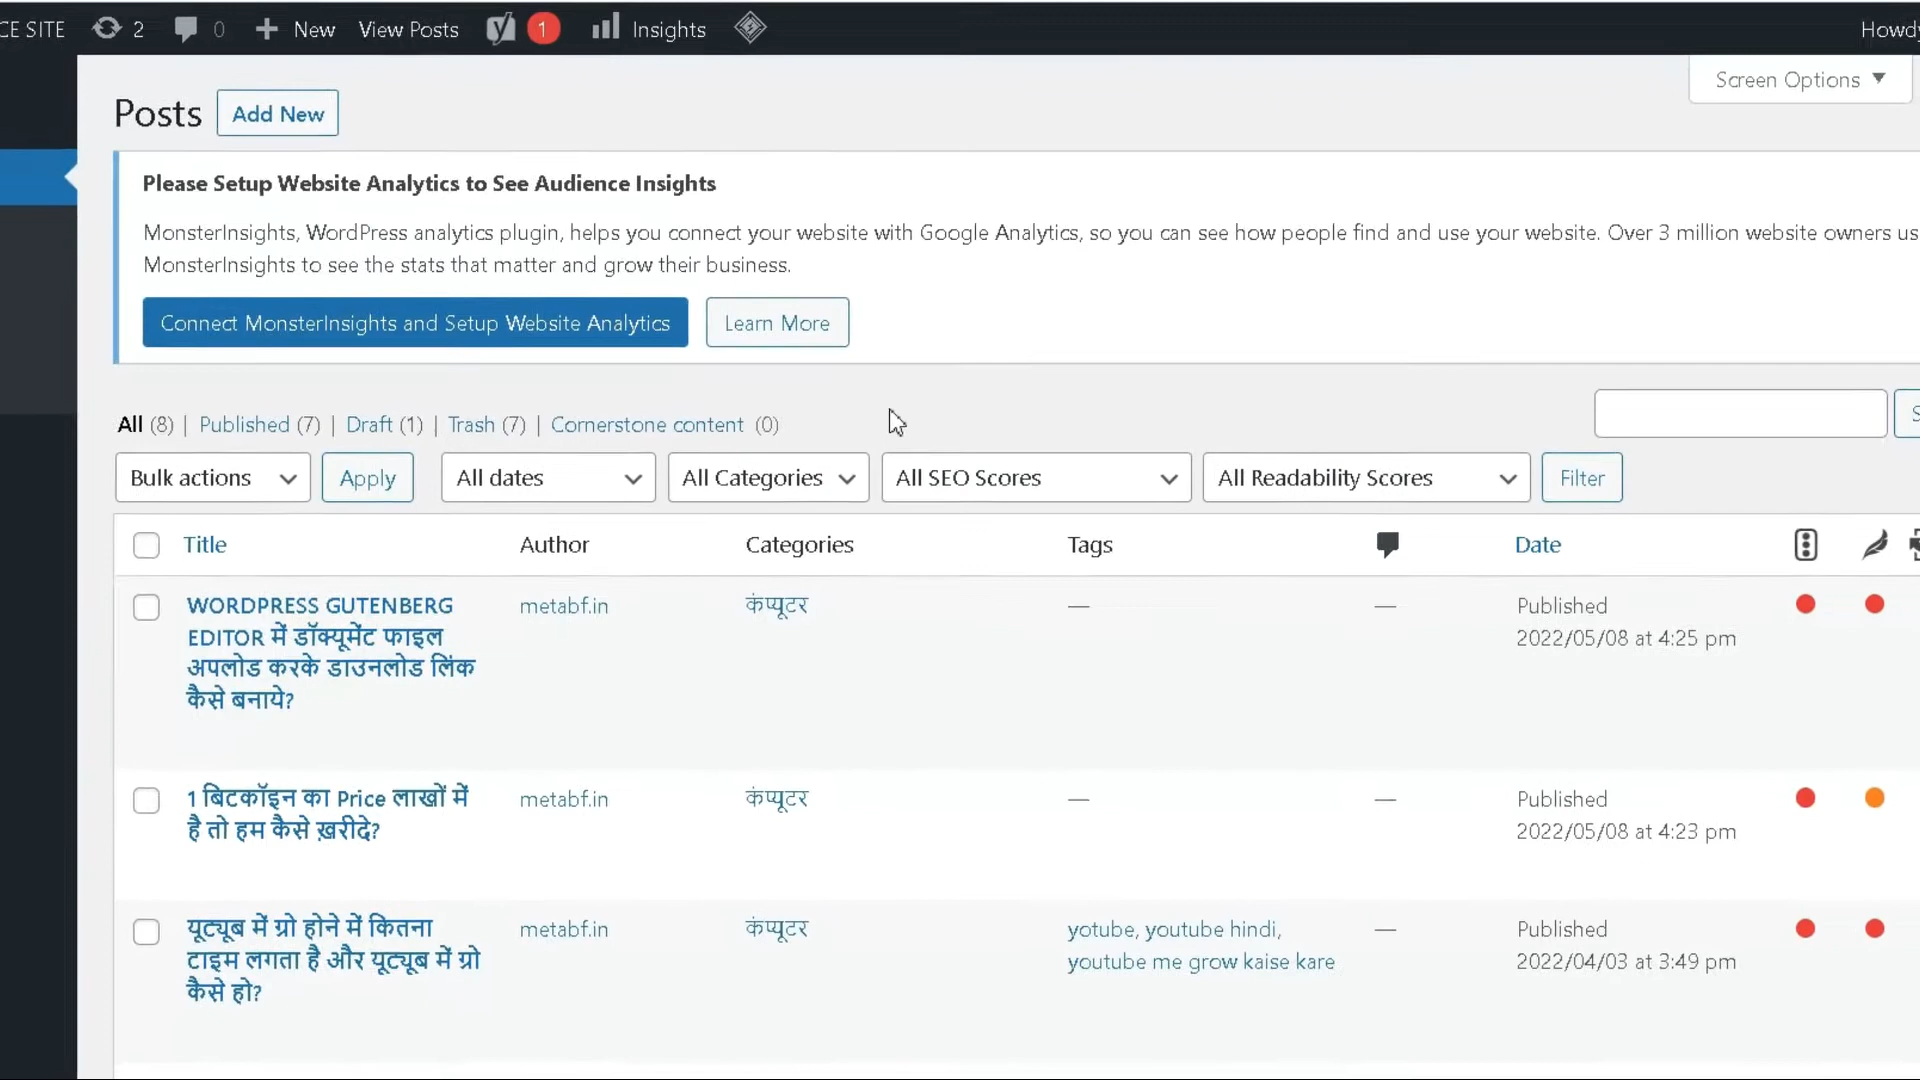 CE SITE 2 0 New View Posts 1 Insights Howdy
Screen Options
Posts Add New
Please Setup Website Analytics to See Audience Insights
MonsterInsights, WordPress analytics plugin, helps you connect your website with Google Analytics, so you can see how people find and use your website. Over 3 million website owners us
MonsterInsights to see the stats that matter and grow their business.
Connect MonsterInsights and Setup Website Analytics Learn More
All (8) | Published (7) | Draft (1) | Trash (7) | Cornerstone content (0) S
Bulk actions Apply All dates All Categories All SEO Scores All Readability Scores Filter
Title Author Categories Tags Date
WORDPRESS GUTENBERG metabf.in कंप्यूटर — — Published
EDITOR में डॉक्यूमेंट फाइल 2022/05/08 at 4:25 pm
अपलोड करके डाउनलोड लिंक
कैसे बनाये?
1 बिटकॉइन का Price लाखों में metabf.in कंप्यूटर — — Published
है तो हम कैसे ख़रीदे? 2022/05/08 at 4:23 pm
यूट्यूब में ग्रो होने में कितना metabf.in कंप्यूटर yotube, youtube hindi, — Published
टाइम लगता है और यूट्यूब में ग्रो youtube me grow kaise kare 2022/04/03 at 3:49 pm
कैसे हो?